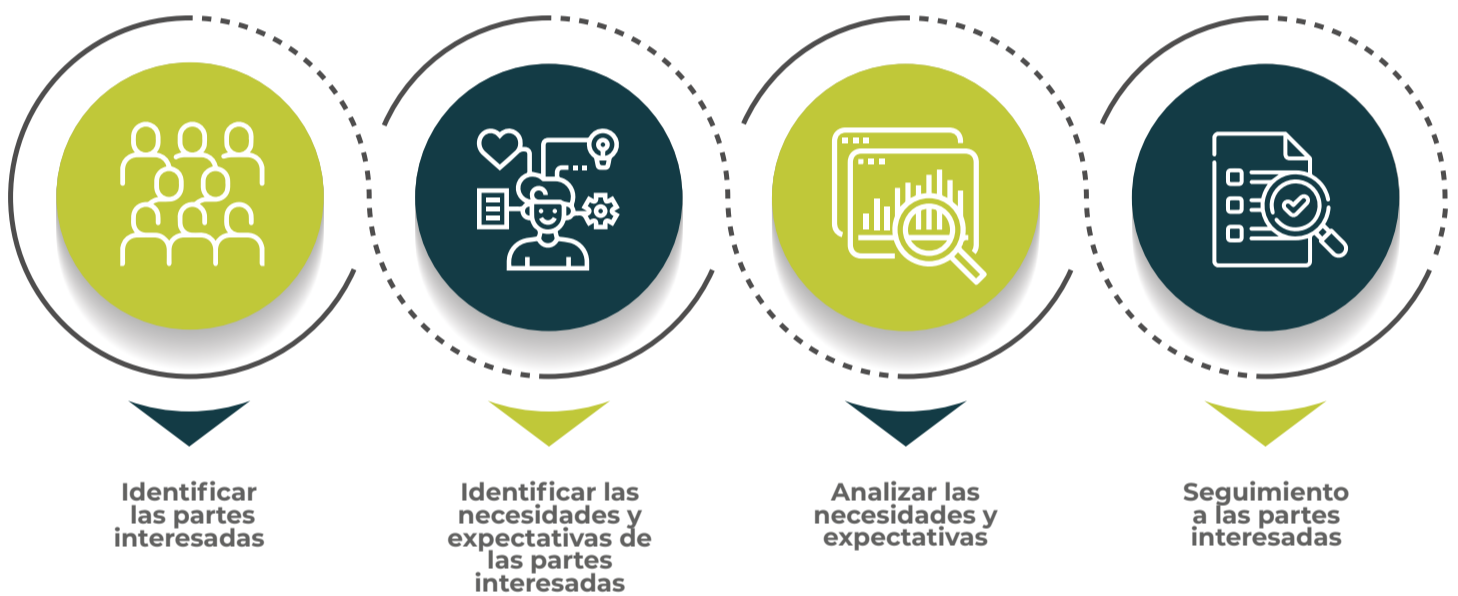 Identificar
las partes
interesadas
Identificar las
necesidades y
expectativas de
las partes
interesadas
Analizar las
necesidades y
expectativas
Seguimiento
a las partes
interesadas